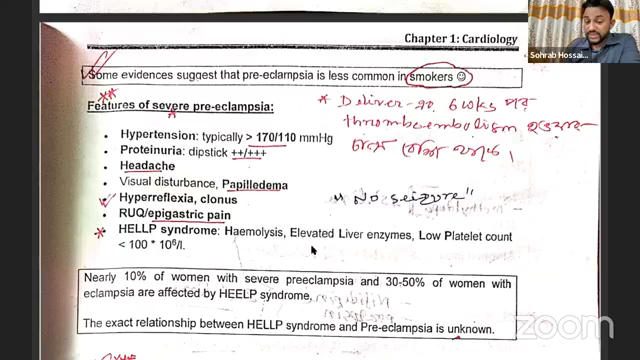 Chapter 1: Cardiology
Sohrab Hossai...
Some evidences suggest that pre-eclampsia is less common in smokers ☺
Features of severe pre-eclampsia:
• Hypertension: typically > 170/110 mmHg
• Proteinuria: dipstick ++/+++
• Headache
• Visual disturbance, Papilledema
• Hyperreflexia, clonus
• RUQ/epigastric pain
• HELLP syndrome: Haemolysis, Elevated Liver enzymes, Low Platelet count
< 100 * 10⁶/l.
* Deliver-এর 6 wks পর
thromboembolism হওয়ার
"No seizure"
Nearly 10% of women with severe preeclampsia and 30-50% of women with
eclampsia are affected by HEELP syndrome.
The exact relationship between HELLP syndrome and Pre-eclampsia is unknown.
zoom